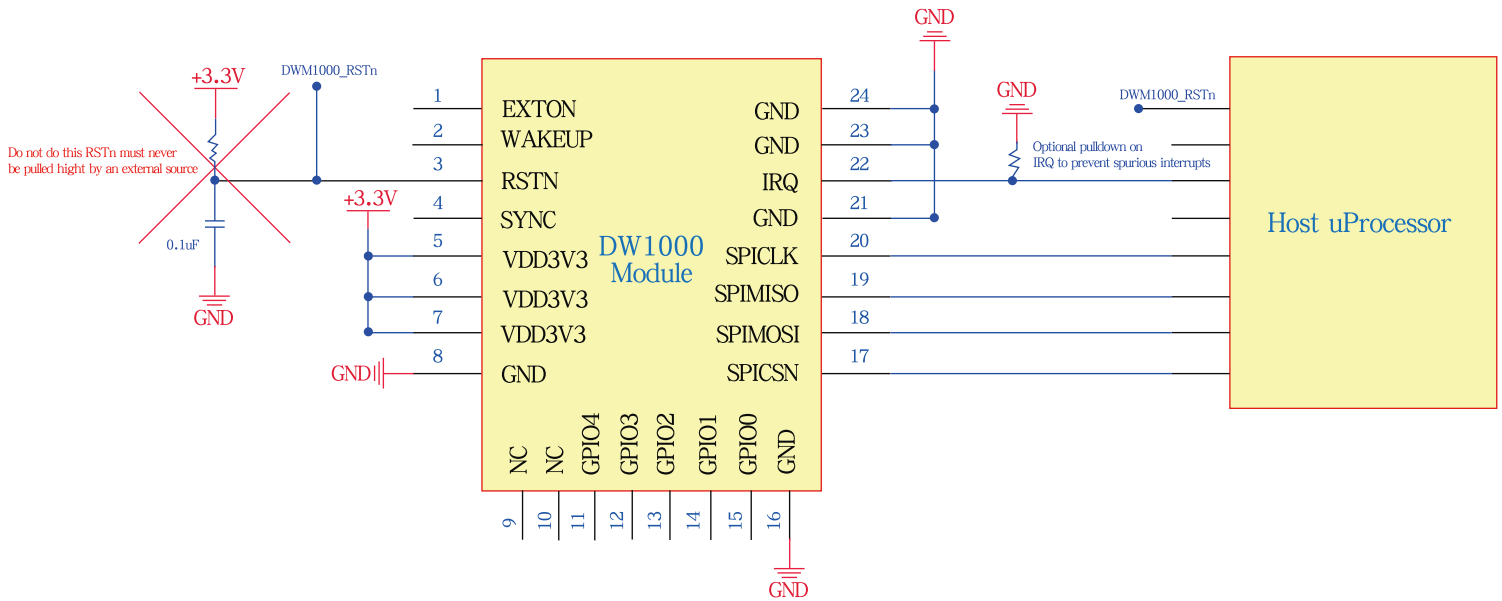 GND
+3.3V
DWM1000_RSTn
GND
DWM1000_RSTn
Do not do this RSTn must never
be pulled hight by an external source
0.1uF
GND
+3.3V
GND
1
2
3
4
5
6
7
8
EXTON
WAKEUP
RSTN
SYNC
VDD3V3
VDD3V3
VDD3V3
GND
DW1000
Module
GND
GND
IRQ
GND
SPICLK
SPIMISO
SPIMOSI
SPICSN
24
23
22
21
20
19
18
17
Optional pulldown on
IRQ to prevent spurious interrupts
Host uProcessor
NC
NC
GPIO4
GPIO3
GPIO2
GPIO1
GPIO0
GND
9
10
11
12
13
14
15
16
GND